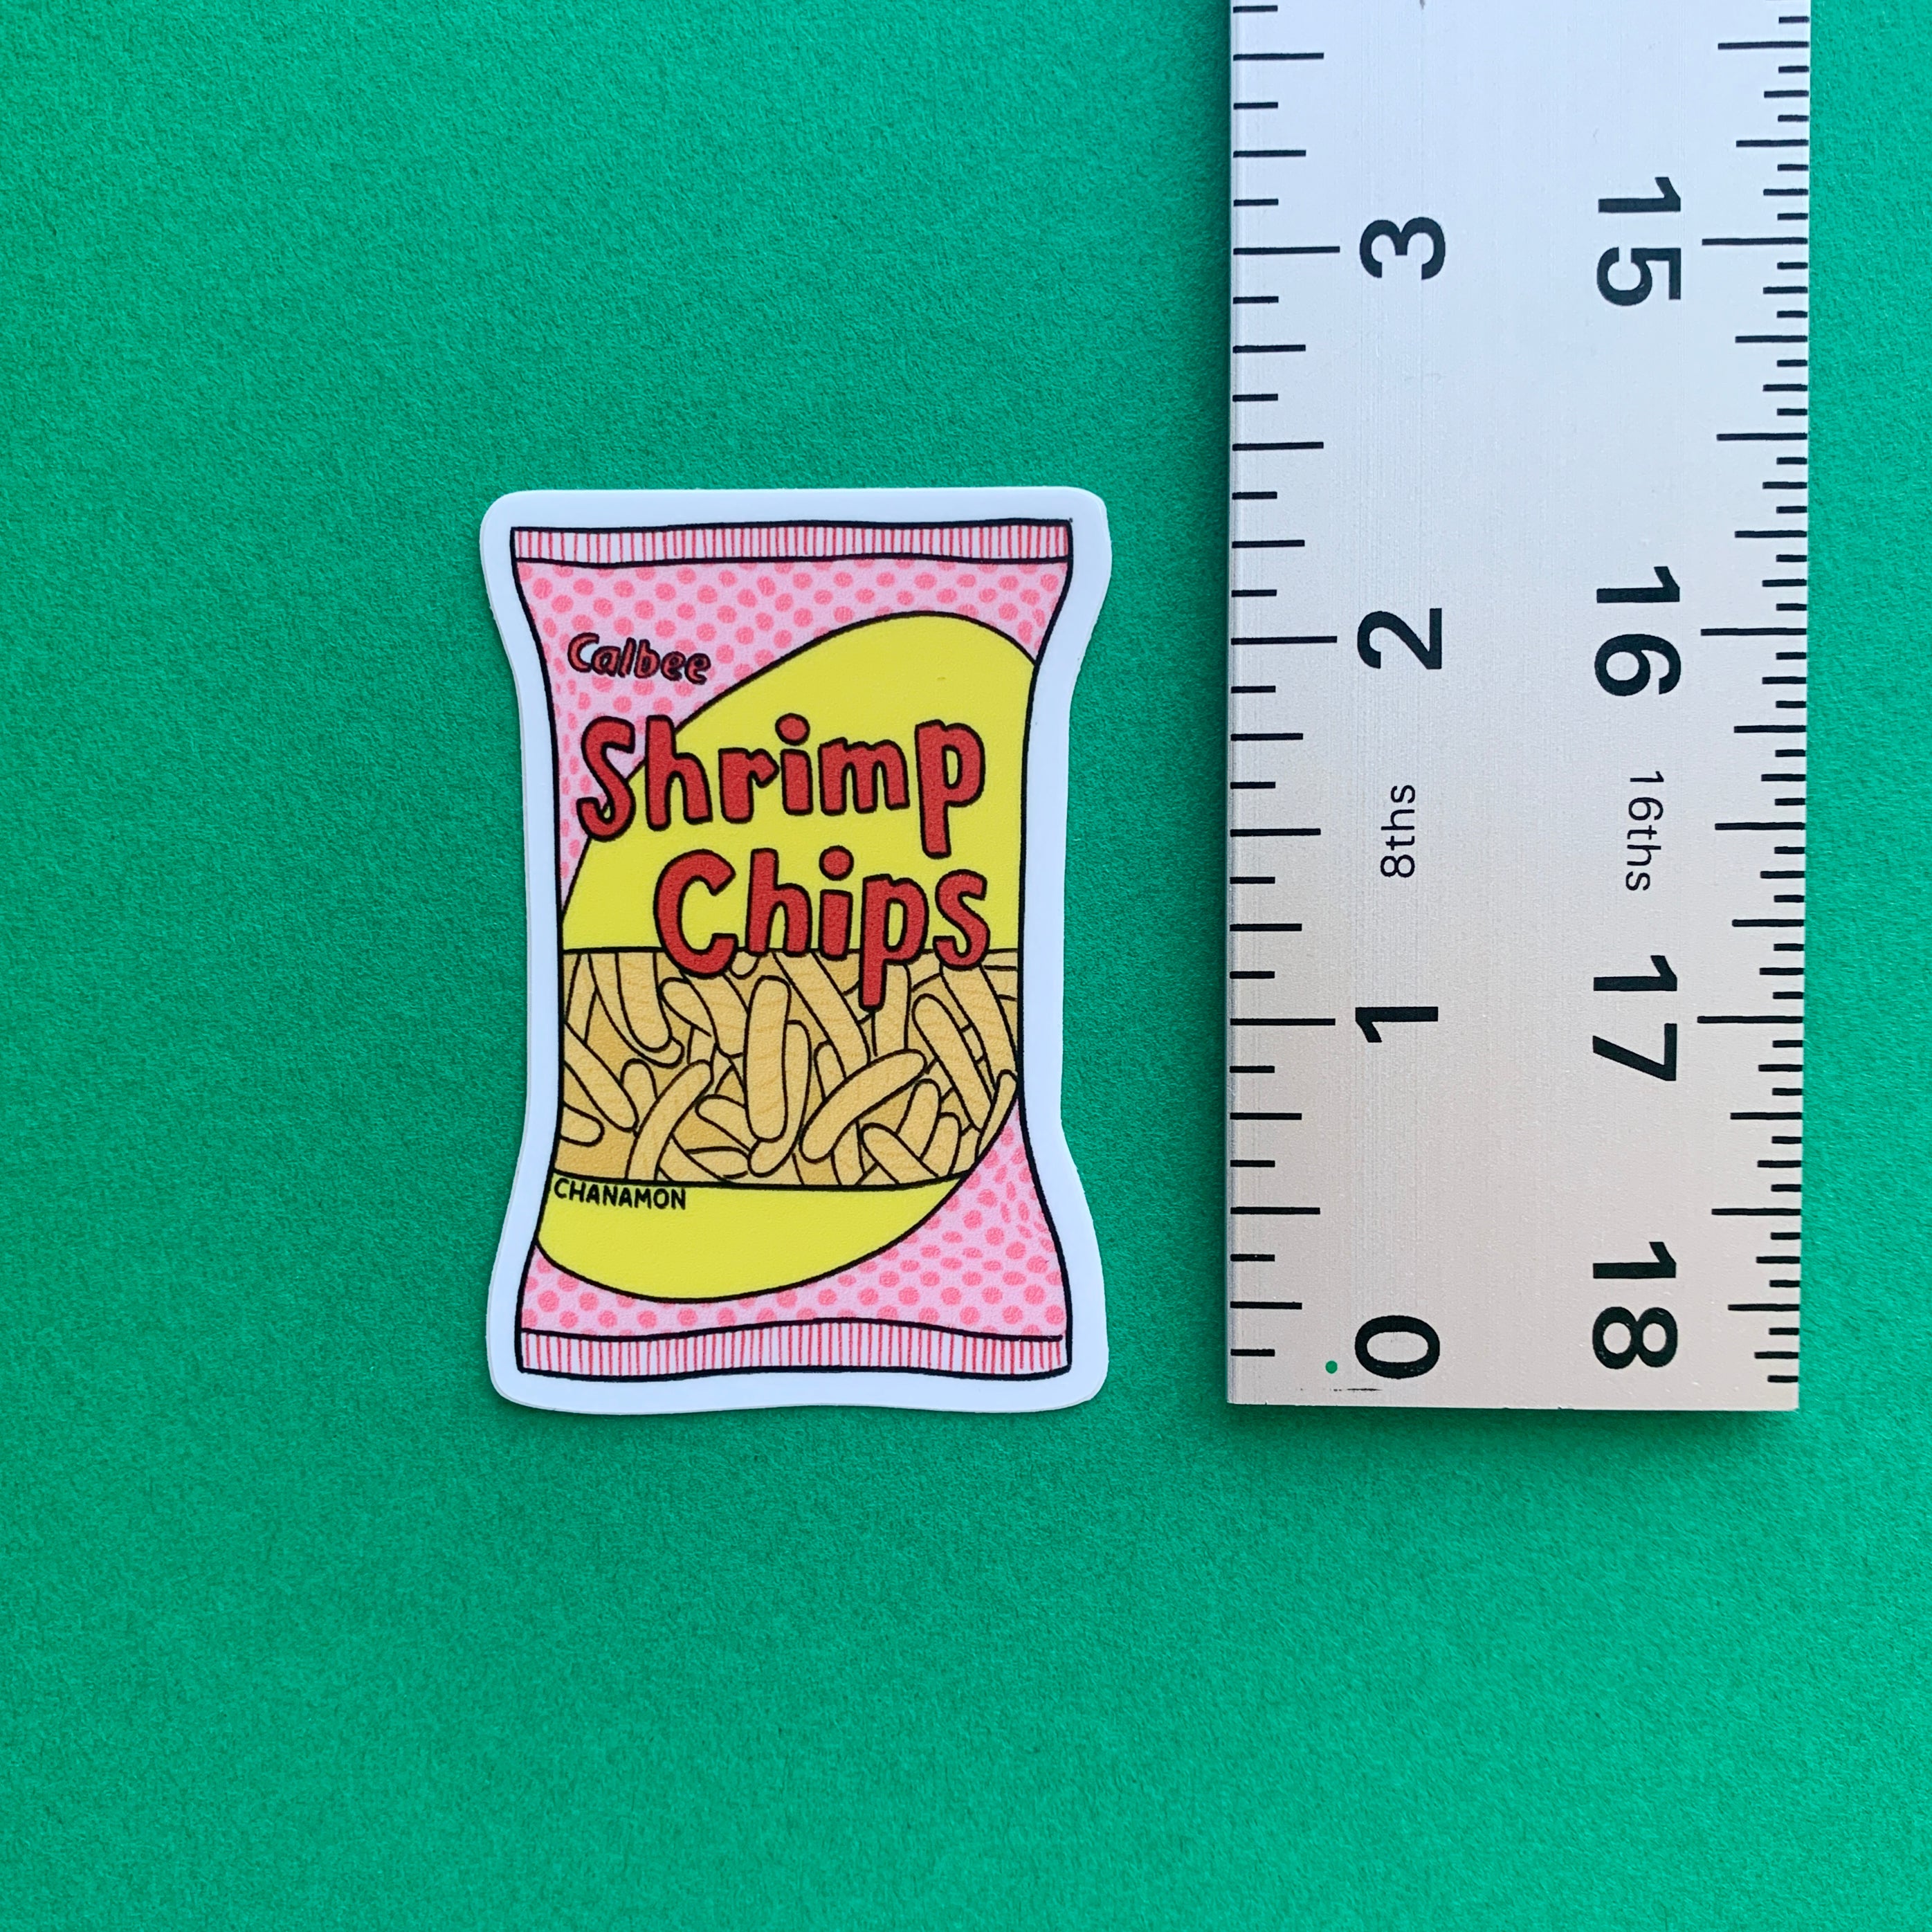 Calbee
Shrimp
Chips
CHANAMON
3
2
8ths
1
0
15
16
16ths
17
18